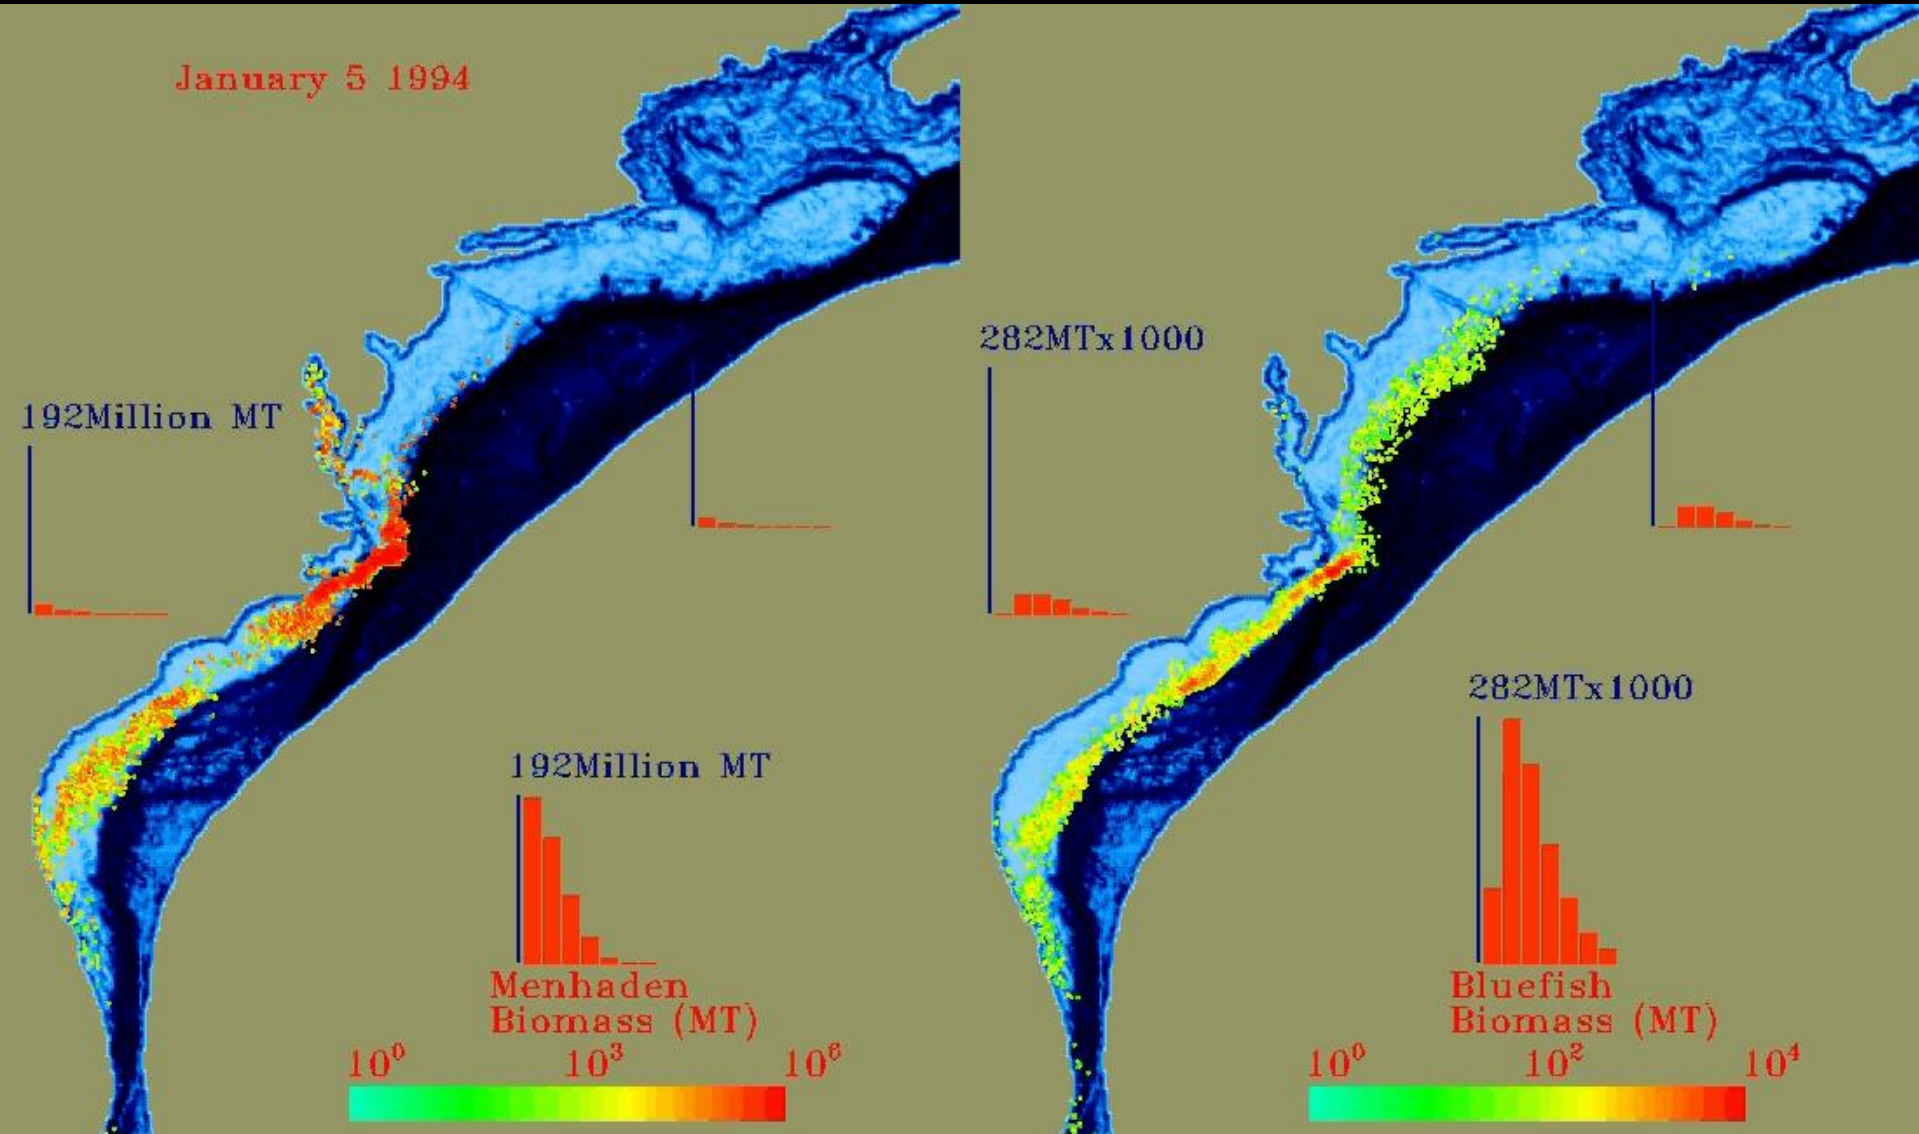 January 5 1994
192Million MT
192Million MT
Menhaden
Biomass (MT)
10⁰ 10³ 10⁶
282MTx1000
282MTx1000
Bluefish
Biomass (MT)
10⁰ 10² 10⁴